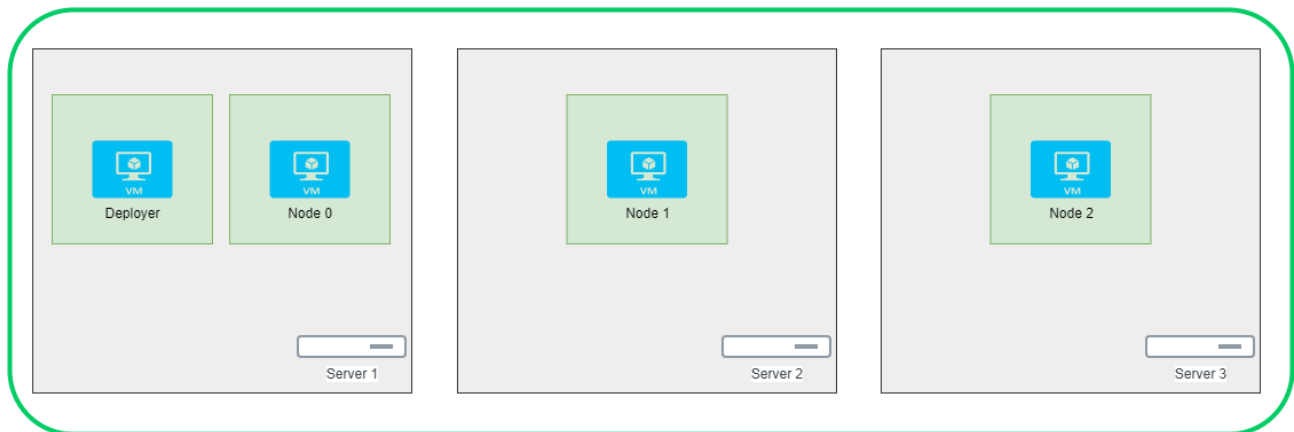 VM
Deployer
VM
Node 0
Server 1
VM
Node 1
Server 2
VM
Node 2
Server 3